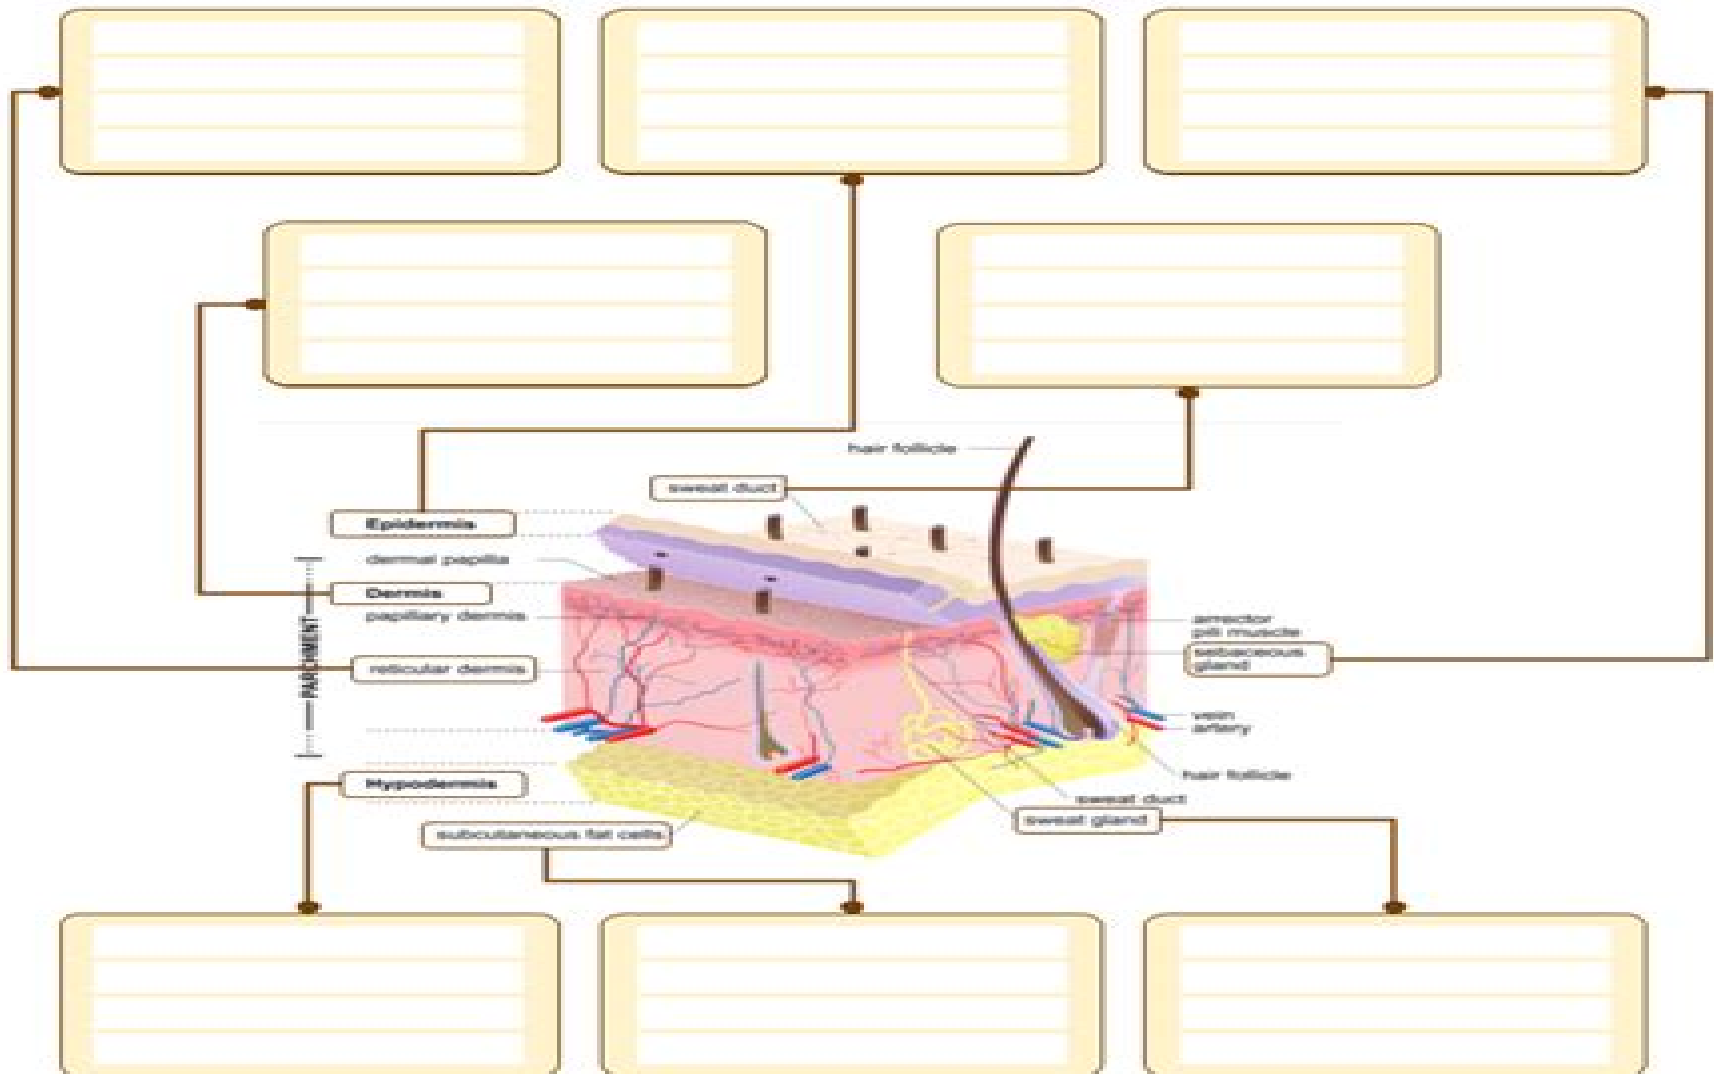 hair follicle
sweat duct
Epidermis
dermal papilla
Dermis
papillary dermis
arrector
pili muscle
sebaceous
gland
reticular dermis
PARCHMENT
vein
artery
Hypodermis
hair follicle
sweat duct
sweat gland
subcutaneous fat cells